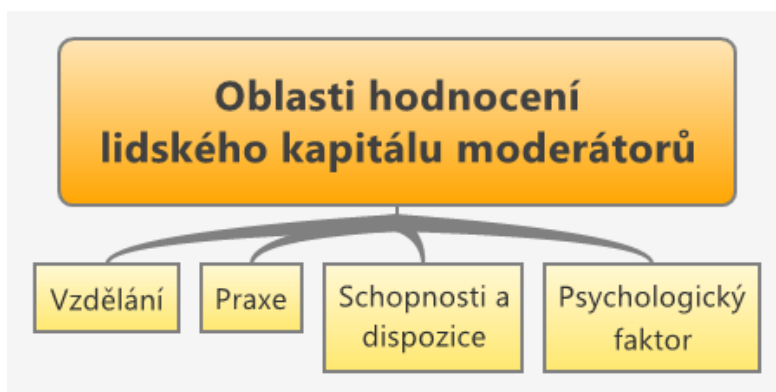 Oblasti hodnocení
lidského kapitálu moderátorů
Vzdělání
Praxe
Schopnosti a
dispozice
Psychologický
faktor